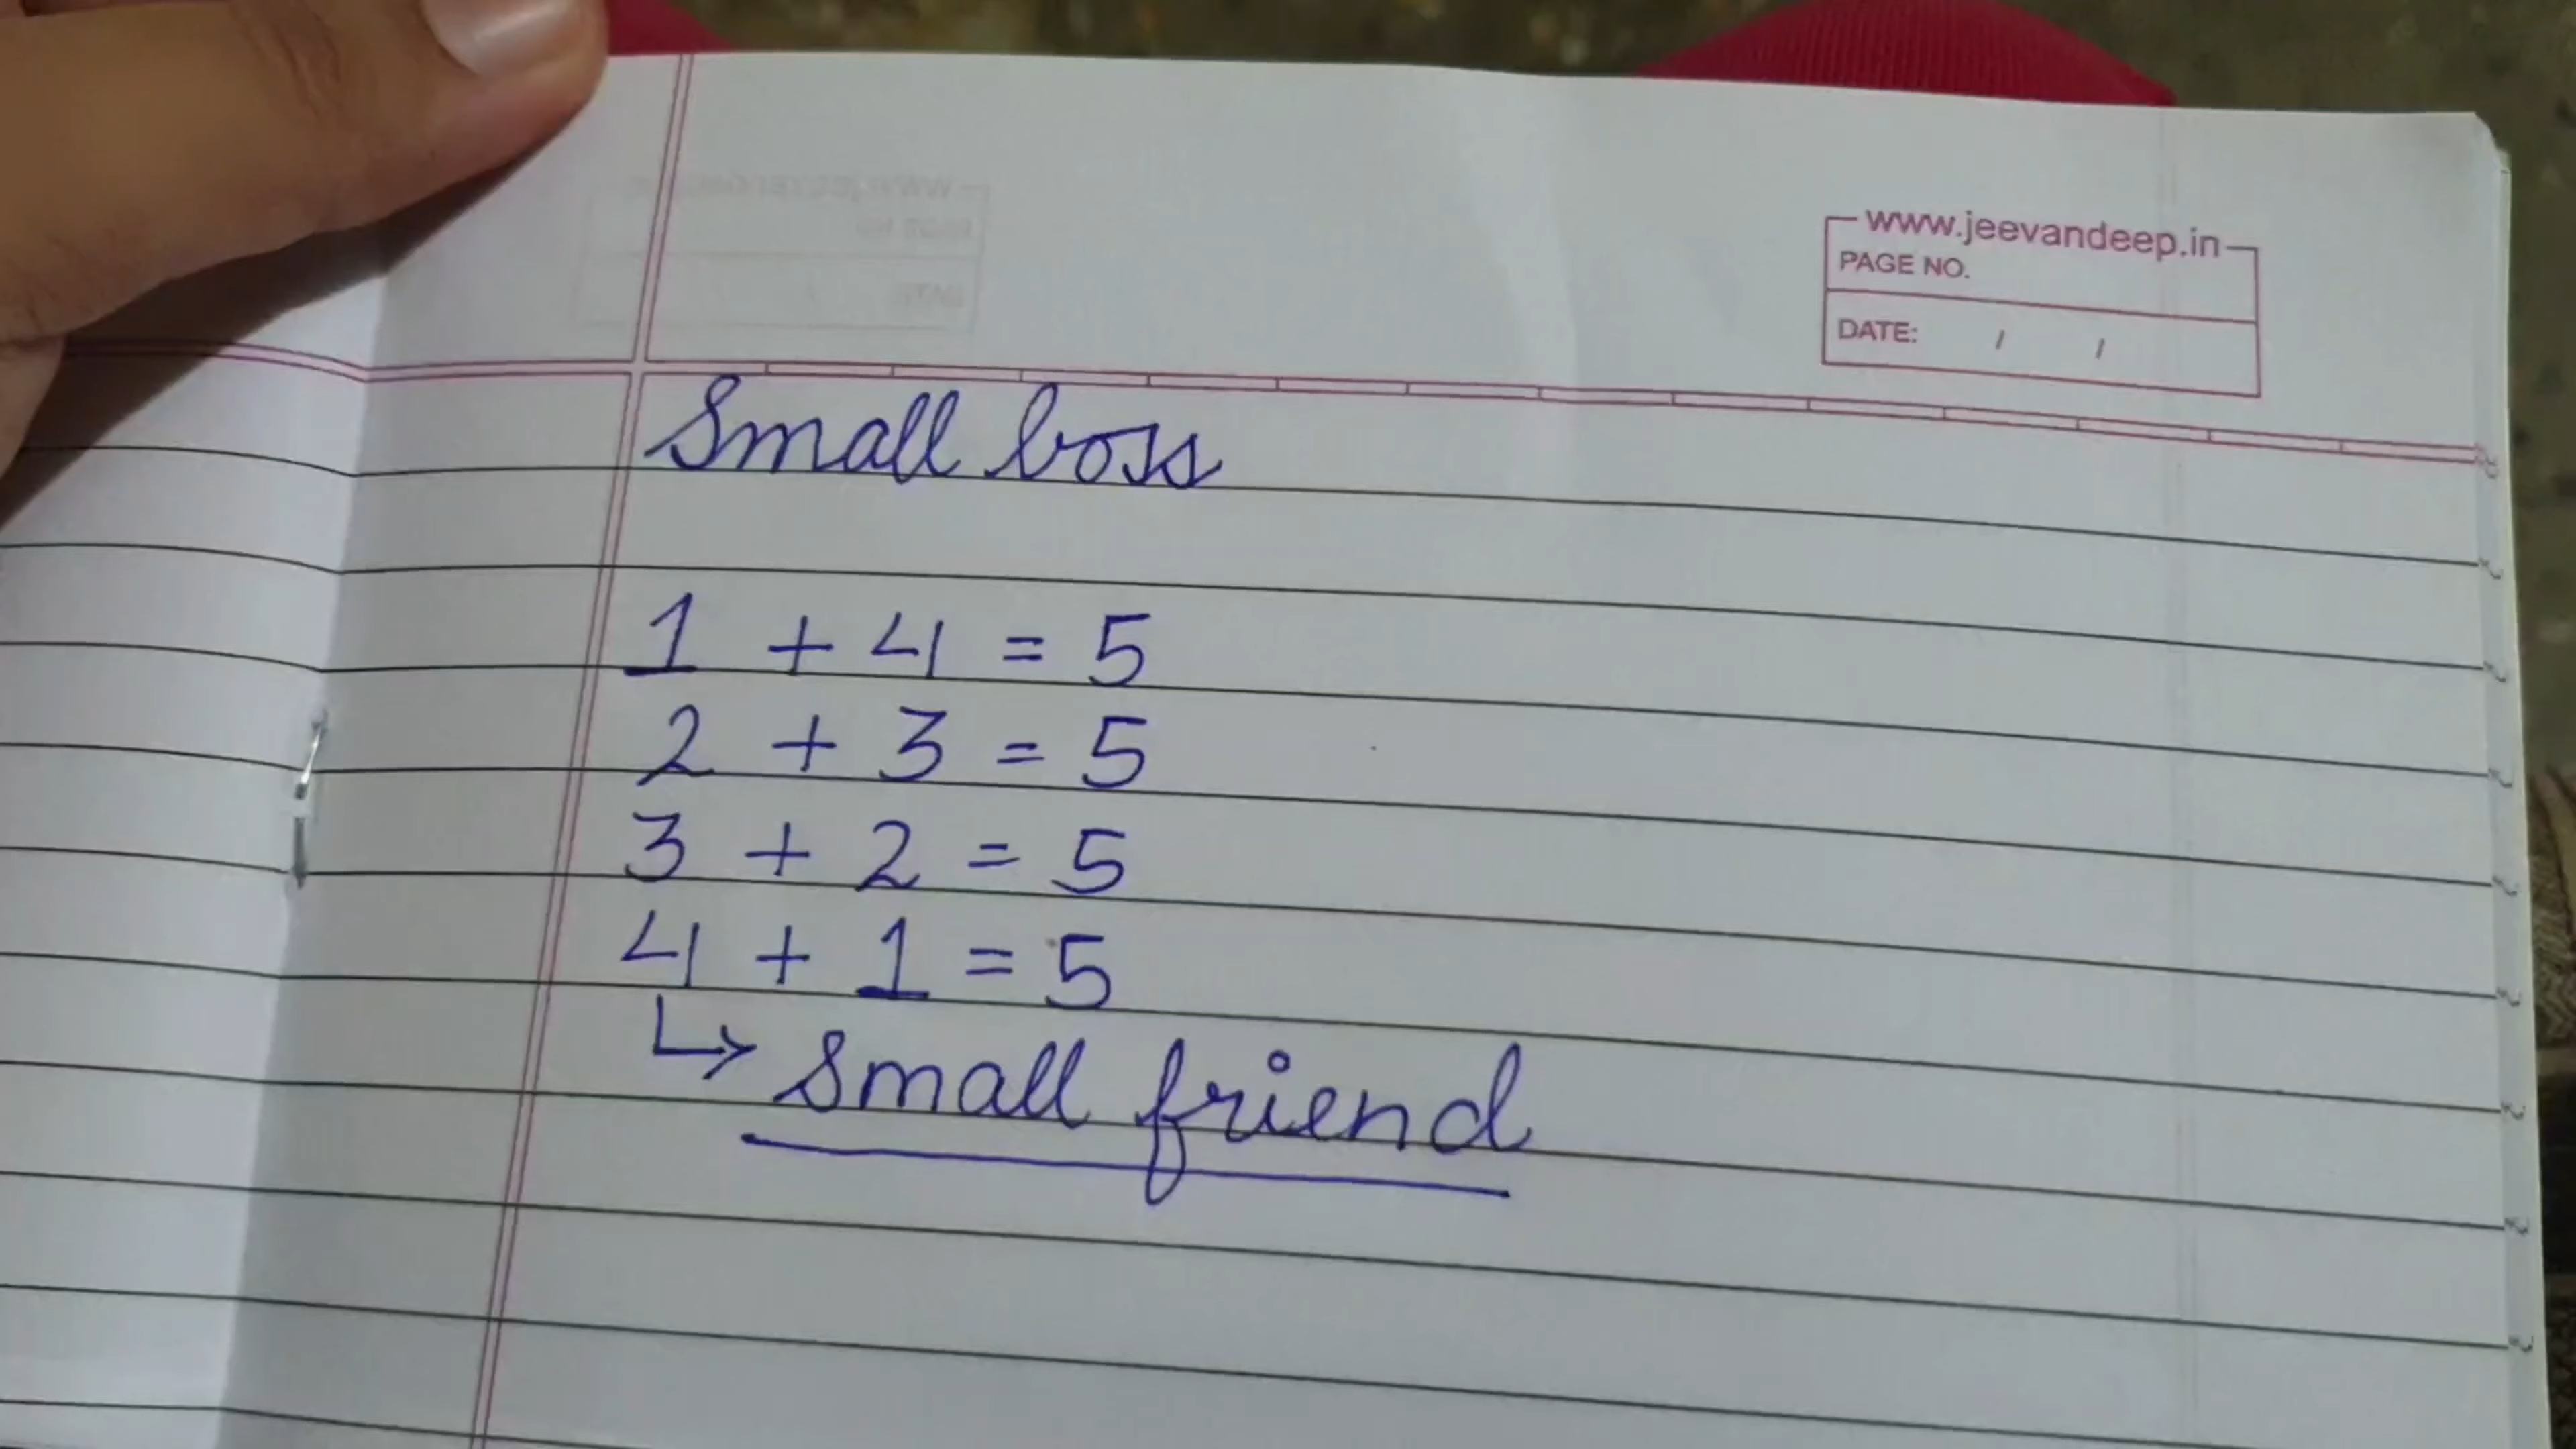 www.jeevandeep.in
PAGE NO.
DATE: / /
Small boss
1 + 4 = 5
2 + 3 = 5
3 + 2 = 5
4 + 1 = 5
↳ Small friend